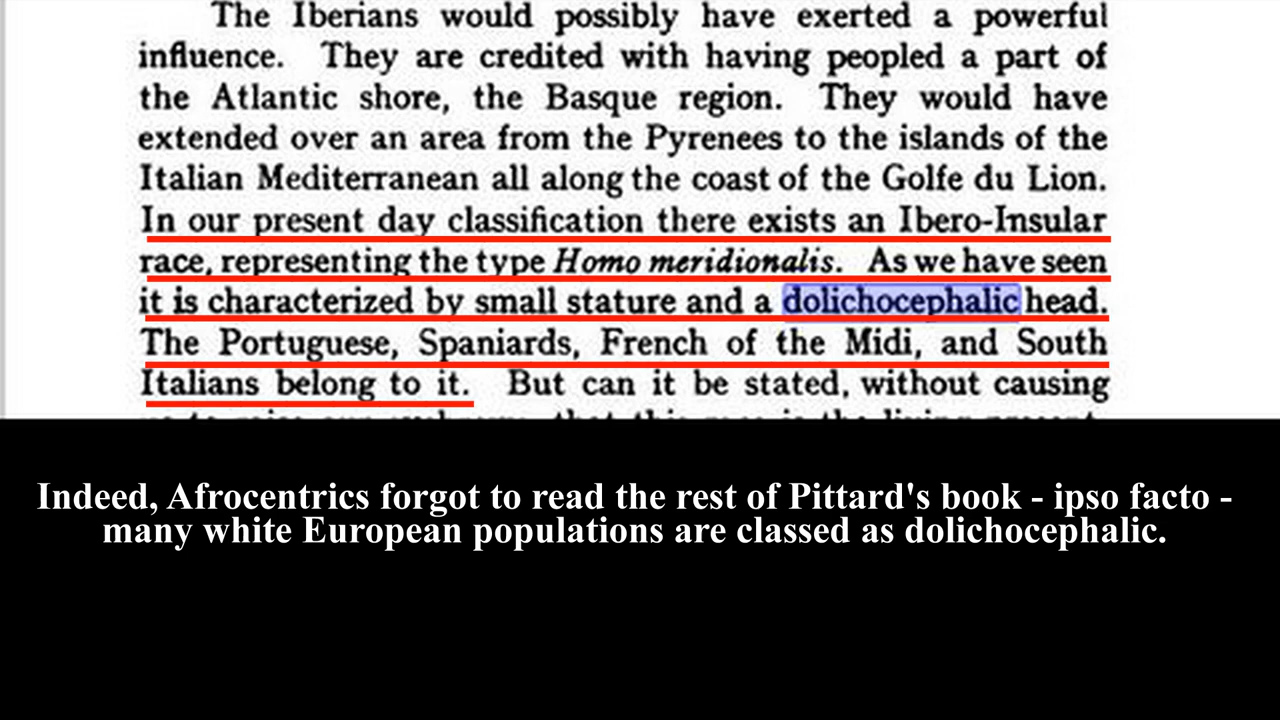 The Iberians would possibly have exerted a powerful
influence. They are credited with having peopled a part of
the Atlantic shore, the Basque region. They would have
extended over an area from the Pyrenees to the islands of the
Italian Mediterranean all along the coast of the Golfe du Lion.
In our present day classification there exists an Ibero-Insular
race, representing the type Homo meridionalis. As we have seen
it is characterized by small stature and a dolichocephalic head.
The Portuguese, Spaniards, French of the Midi, and South
Italians belong to it. But can it be stated, without causing
Indeed, Afrocentrics forgot to read the rest of Pittard's book - ipso facto -
many white European populations are classed as dolichocephalic.